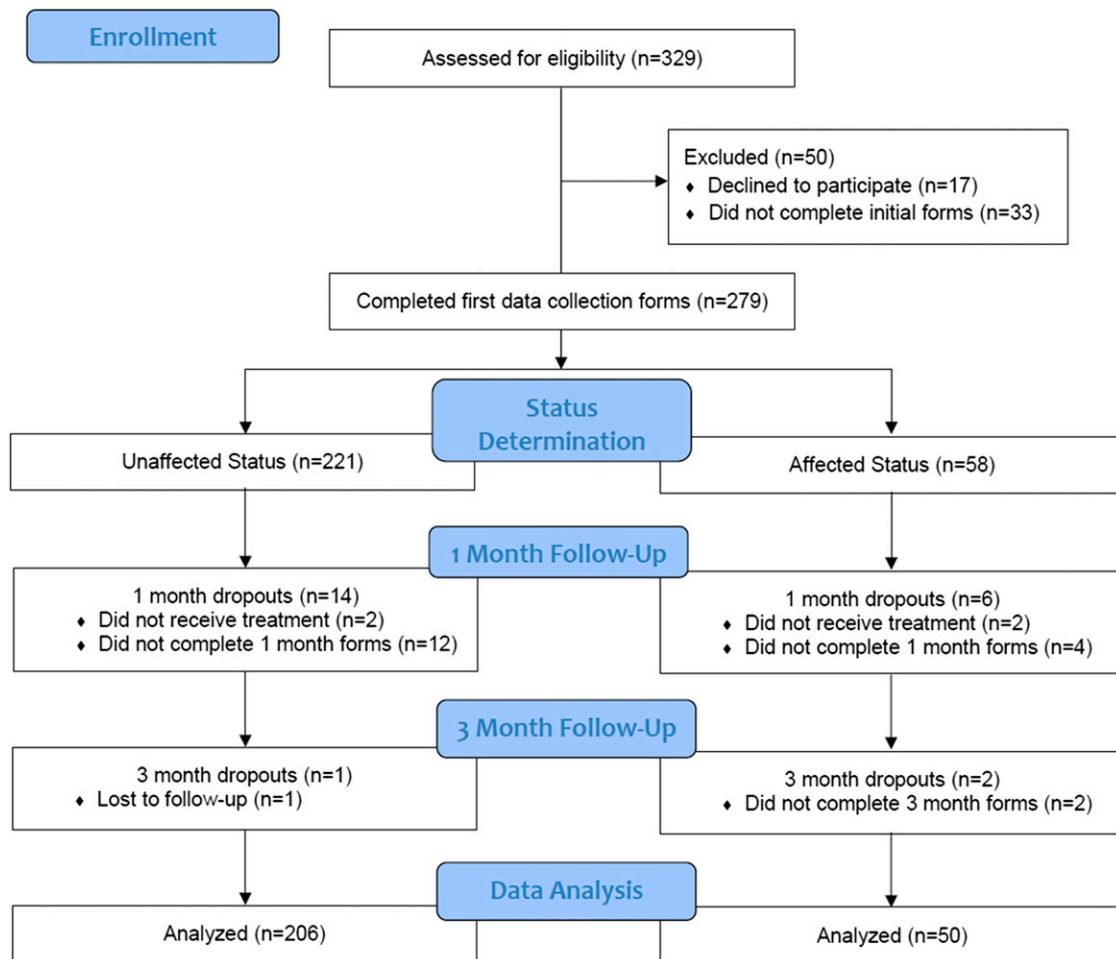 Enrollment
Assessed for eligibility (n=329)
Excluded (n=50)
♦ Declined to participate (n=17)
♦ Did not complete initial forms (n=33)
Completed first data collection forms (n=279)
Status
Determination
Unaffected Status (n=221)
Affected Status (n=58)
1 Month Follow-Up
1 month dropouts (n=14)
♦ Did not receive treatment (n=2)
♦ Did not complete 1 month forms (n=12)
1 month dropouts (n=6)
♦ Did not receive treatment (n=2)
♦ Did not complete 1 month forms (n=4)
3 Month Follow-Up
3 month dropouts (n=1)
♦ Lost to follow-up (n=1)
3 month dropouts (n=2)
♦ Did not complete 3 month forms (n=2)
Data Analysis
Analyzed (n=206)
Analyzed (n=50)